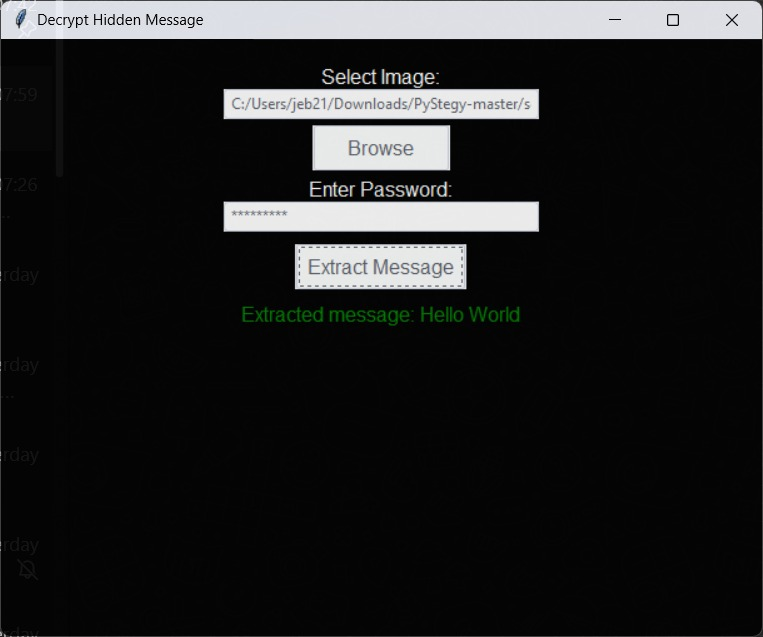 Decrypt Hidden Message
Select Image:
C:/Users/jeb21/Downloads/PyStegy-master/s
Browse
Enter Password:
*********
Extract Message
Extracted message: Hello World
7:59
7:26
...
erday
erday
...
erday
erday
erday